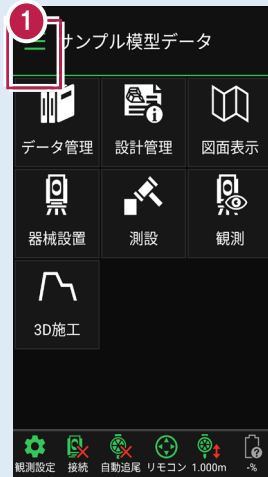 1
サンプル模型データ
データ管理 設計管理 図面表示
器械設置 測設 観測
3D施工
観測設定 接続 自動追尾 リモコン 1.000m -%